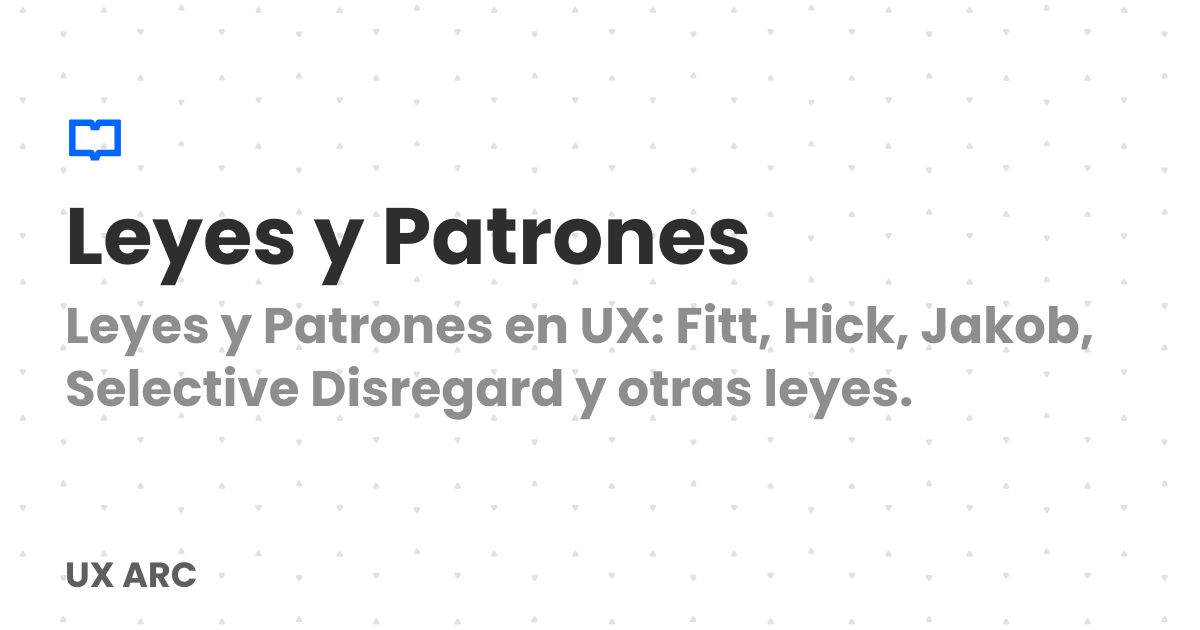 Leyes y Patrones
Leyes y Patrones en UX: Fitt, Hick, Jakob,
Selective Disregard y otras leyes.
UX ARC